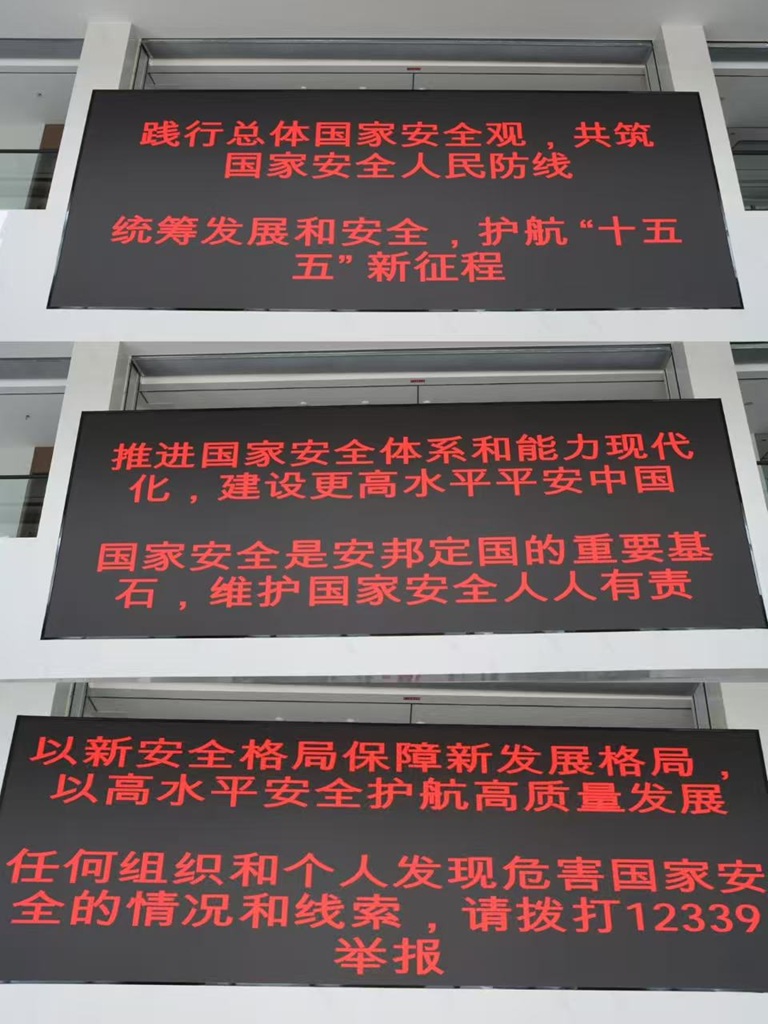 践行总体国家安全观，共筑
国家安全人民防线
统筹发展和安全，护航“十五
五”新征程
推进国家安全体系和能力现代
化，建设更高水平平安中国
国家安全是安邦定国的重要基
石，维护国家安全人人有责
以新安全格局保障新发展格局，
以高水平安全护航高质量发展
任何组织和个人发现危害国家安
全的情况和线索，请拨打12339
举报